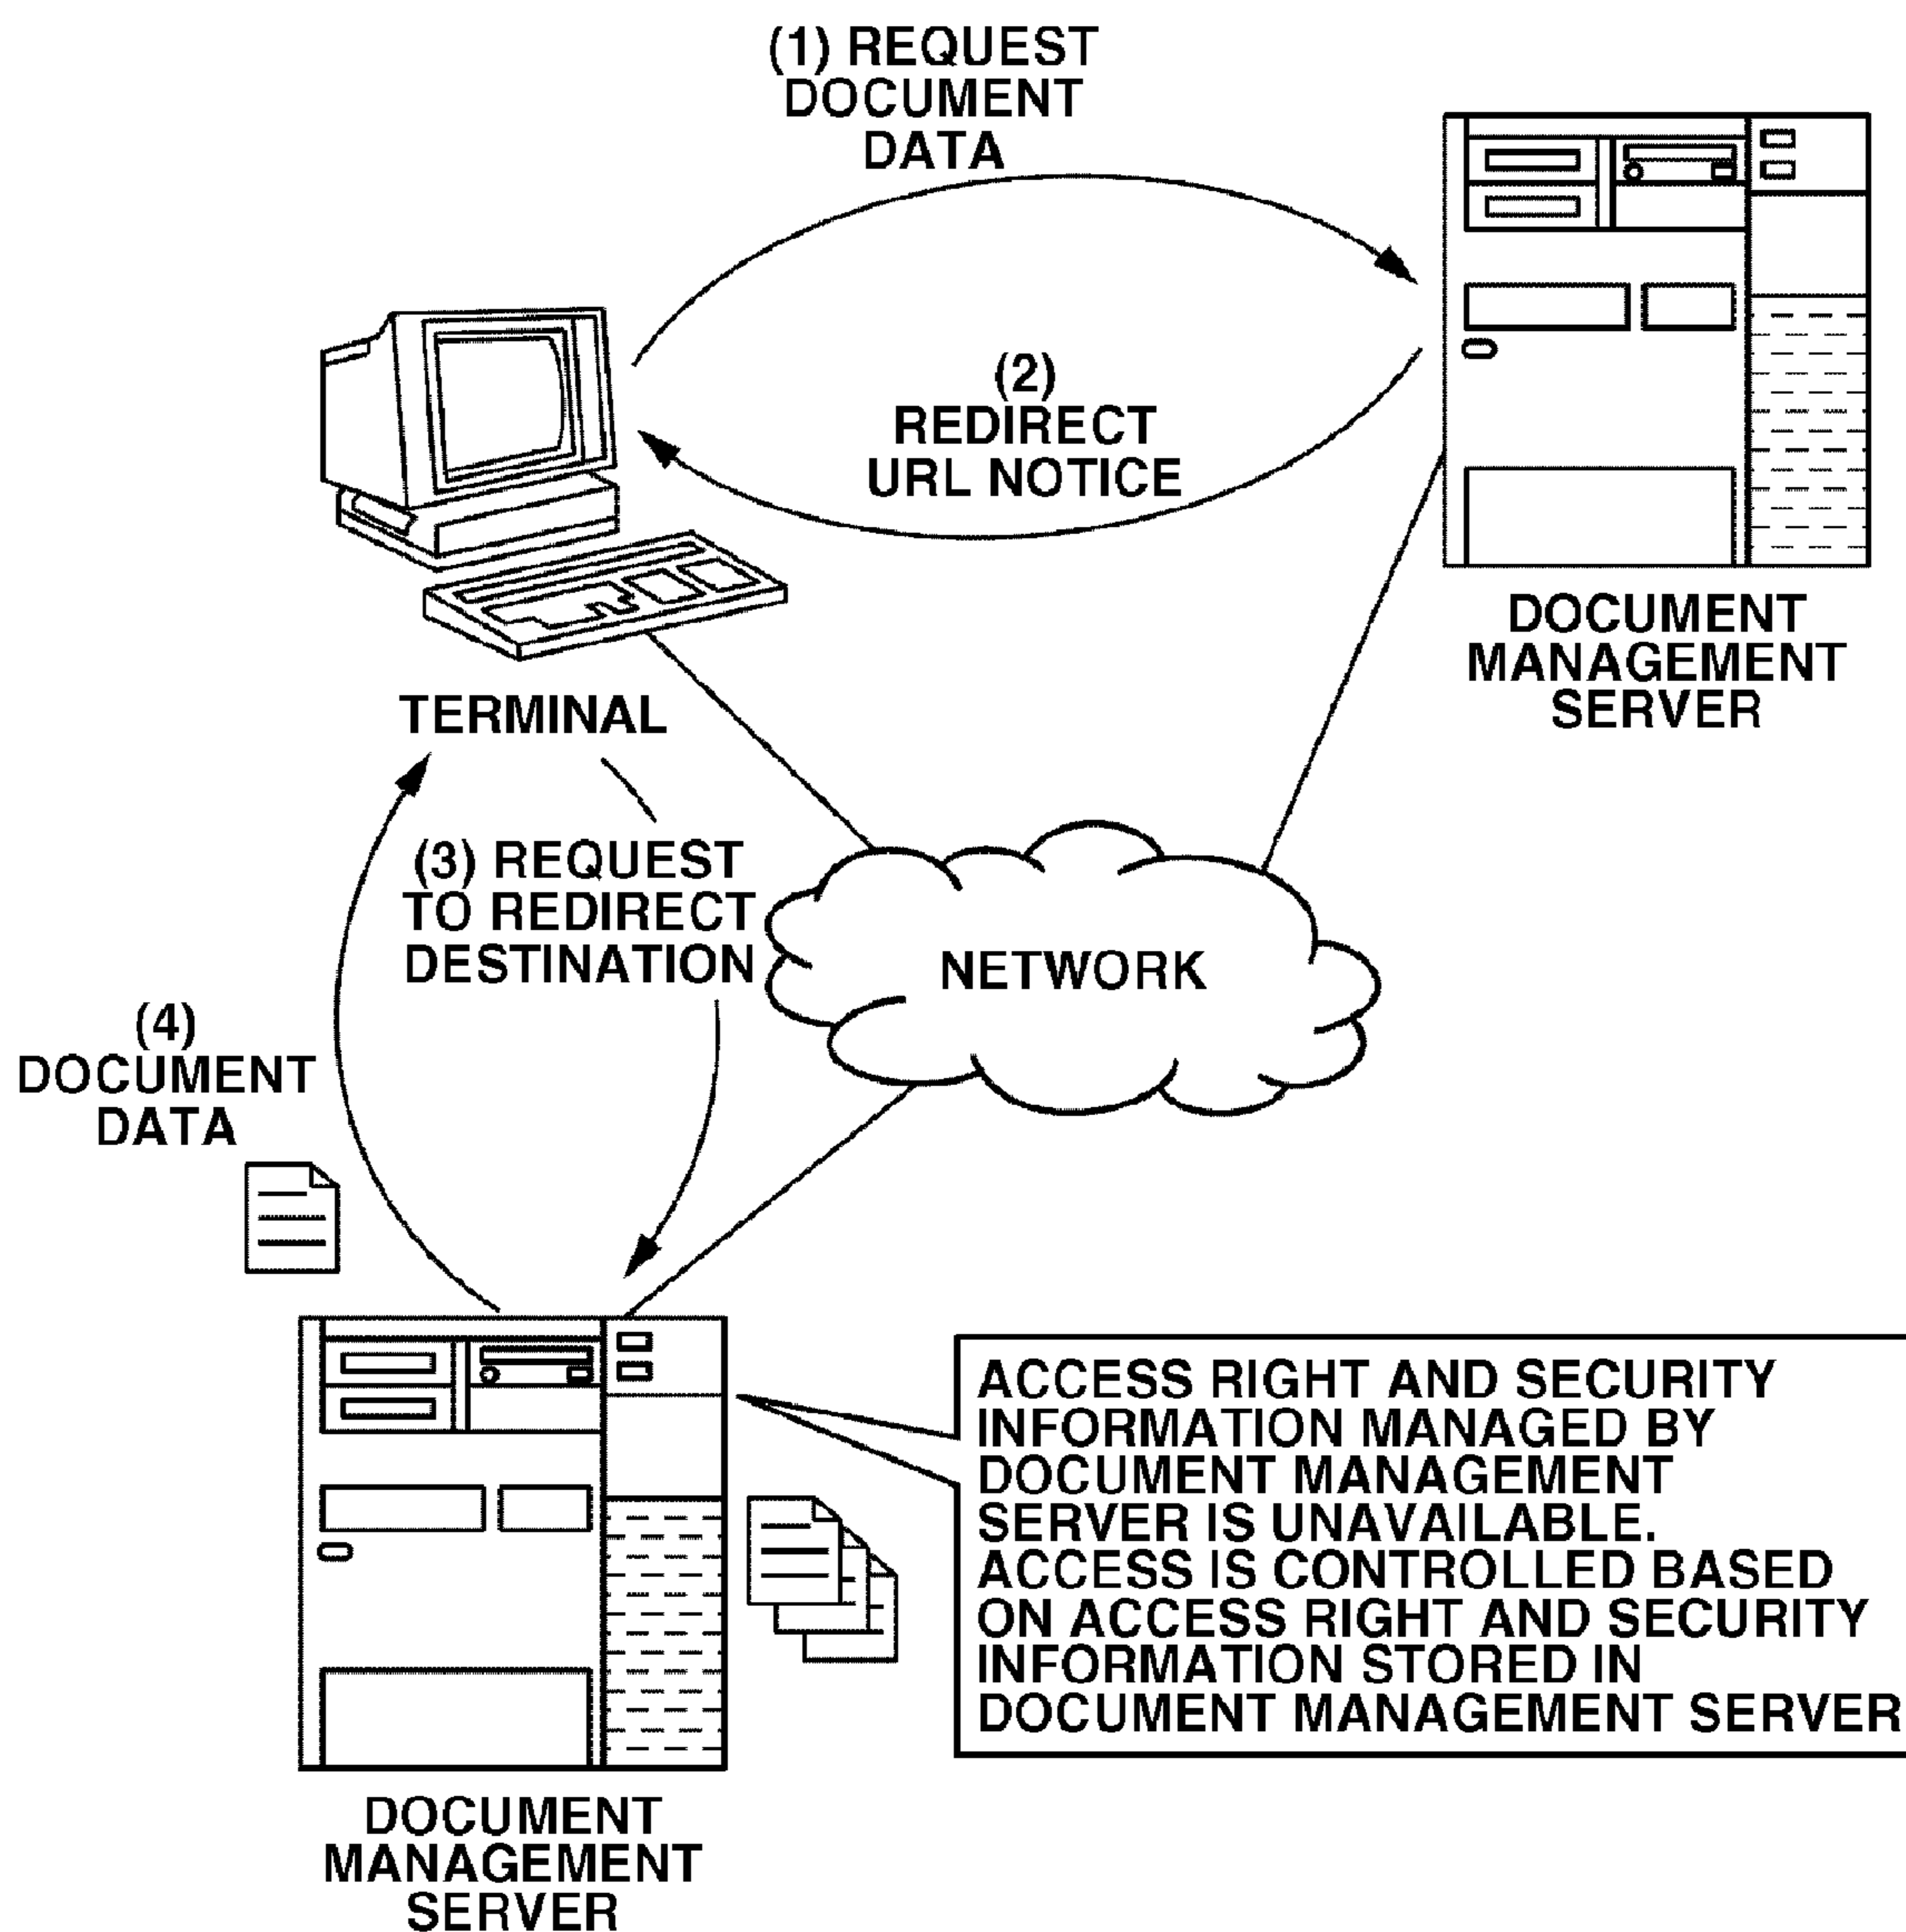 (1) REQUEST
DOCUMENT
DATA
(2)
REDIRECT
URL NOTICE
DOCUMENT
MANAGEMENT
SERVER
TERMINAL
(3) REQUEST
TO REDIRECT
DESTINATION
NETWORK
(4)
DOCUMENT
DATA
ACCESS RIGHT AND SECURITY
INFORMATION MANAGED BY
DOCUMENT MANAGEMENT
SERVER IS UNAVAILABLE.
ACCESS IS CONTROLLED BASED
ON ACCESS RIGHT AND SECURITY
INFORMATION STORED IN
DOCUMENT MANAGEMENT SERVER
DOCUMENT
MANAGEMENT
SERVER